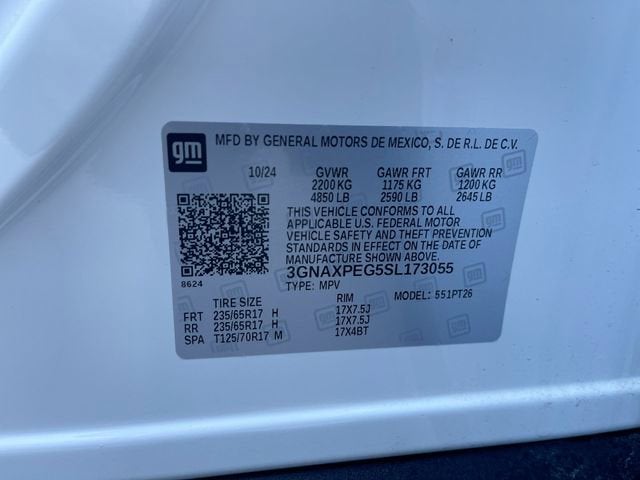 gm
MFD BY GENERAL MOTORS DE MEXICO, S. DE R.L. DE C.V.
10/24 GVWR GAWR FRT GAWR RR
2200 KG 1175 KG 1200 KG
4850 LB 2590 LB 2645 LB
THIS VEHICLE CONFORMS TO ALL
APPLICABLE U.S. FEDERAL MOTOR
VEHICLE SAFETY AND THEFT PREVENTION
STANDARDS IN EFFECT ON THE DATE
OF MANUFACTURE SHOWN ABOVE.
3GNAXPEG5SL173055
8624
TYPE: MPV MODEL: 551PT26
TIRE SIZE RIM
FRT 235/65R17 H 17X7.5J
RR 235/65R17 H 17X7.5J
SPA T125/70R17 M 17X4BT